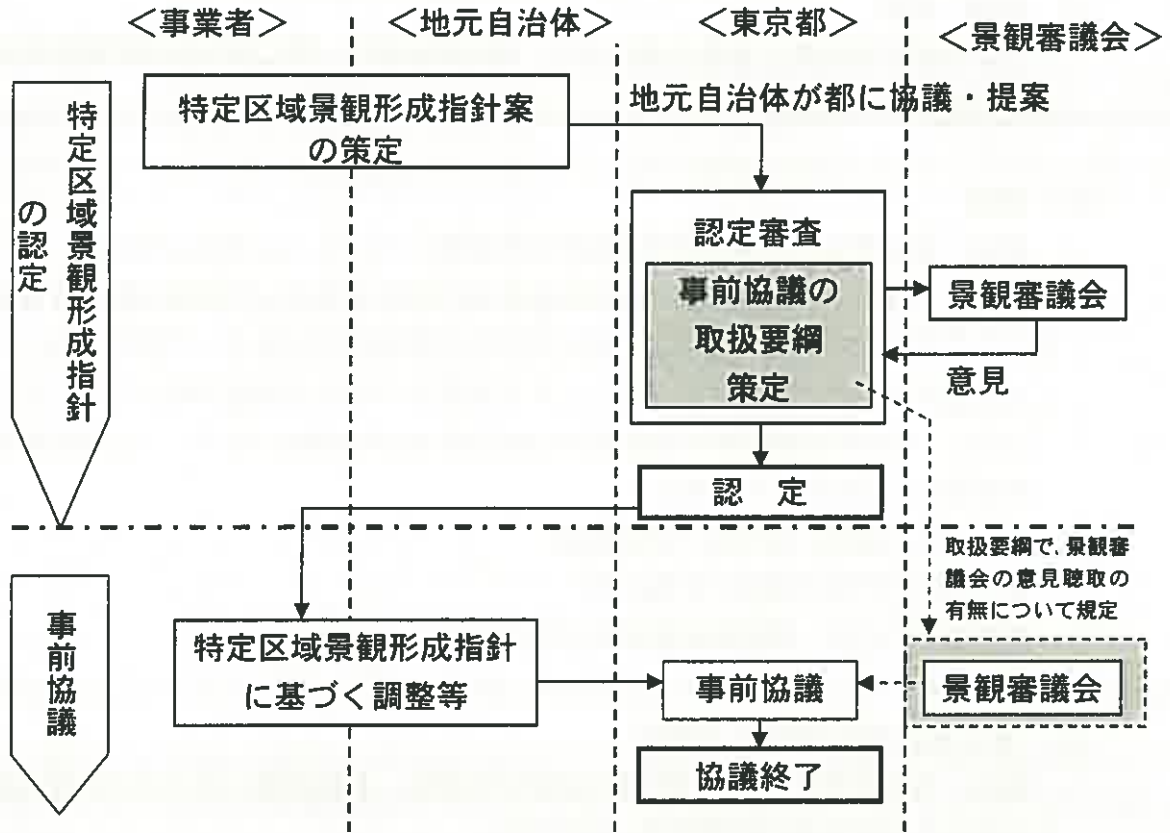 ＜事業者＞
＜地元自治体＞
＜東京都＞
＜景観審議会＞
特定区域景観形成指針
の認定
特定区域景観形成指針案
の策定
地元自治体が都に協議・提案
認定審査
事前協議の
取扱要綱
策定
景観審議会
意見
認　定
取扱要綱で、景観審
議会の意見聴取の
有無について規定
事前協議
特定区域景観形成指針
に基づく調整等
事前協議
景観審議会
協議終了